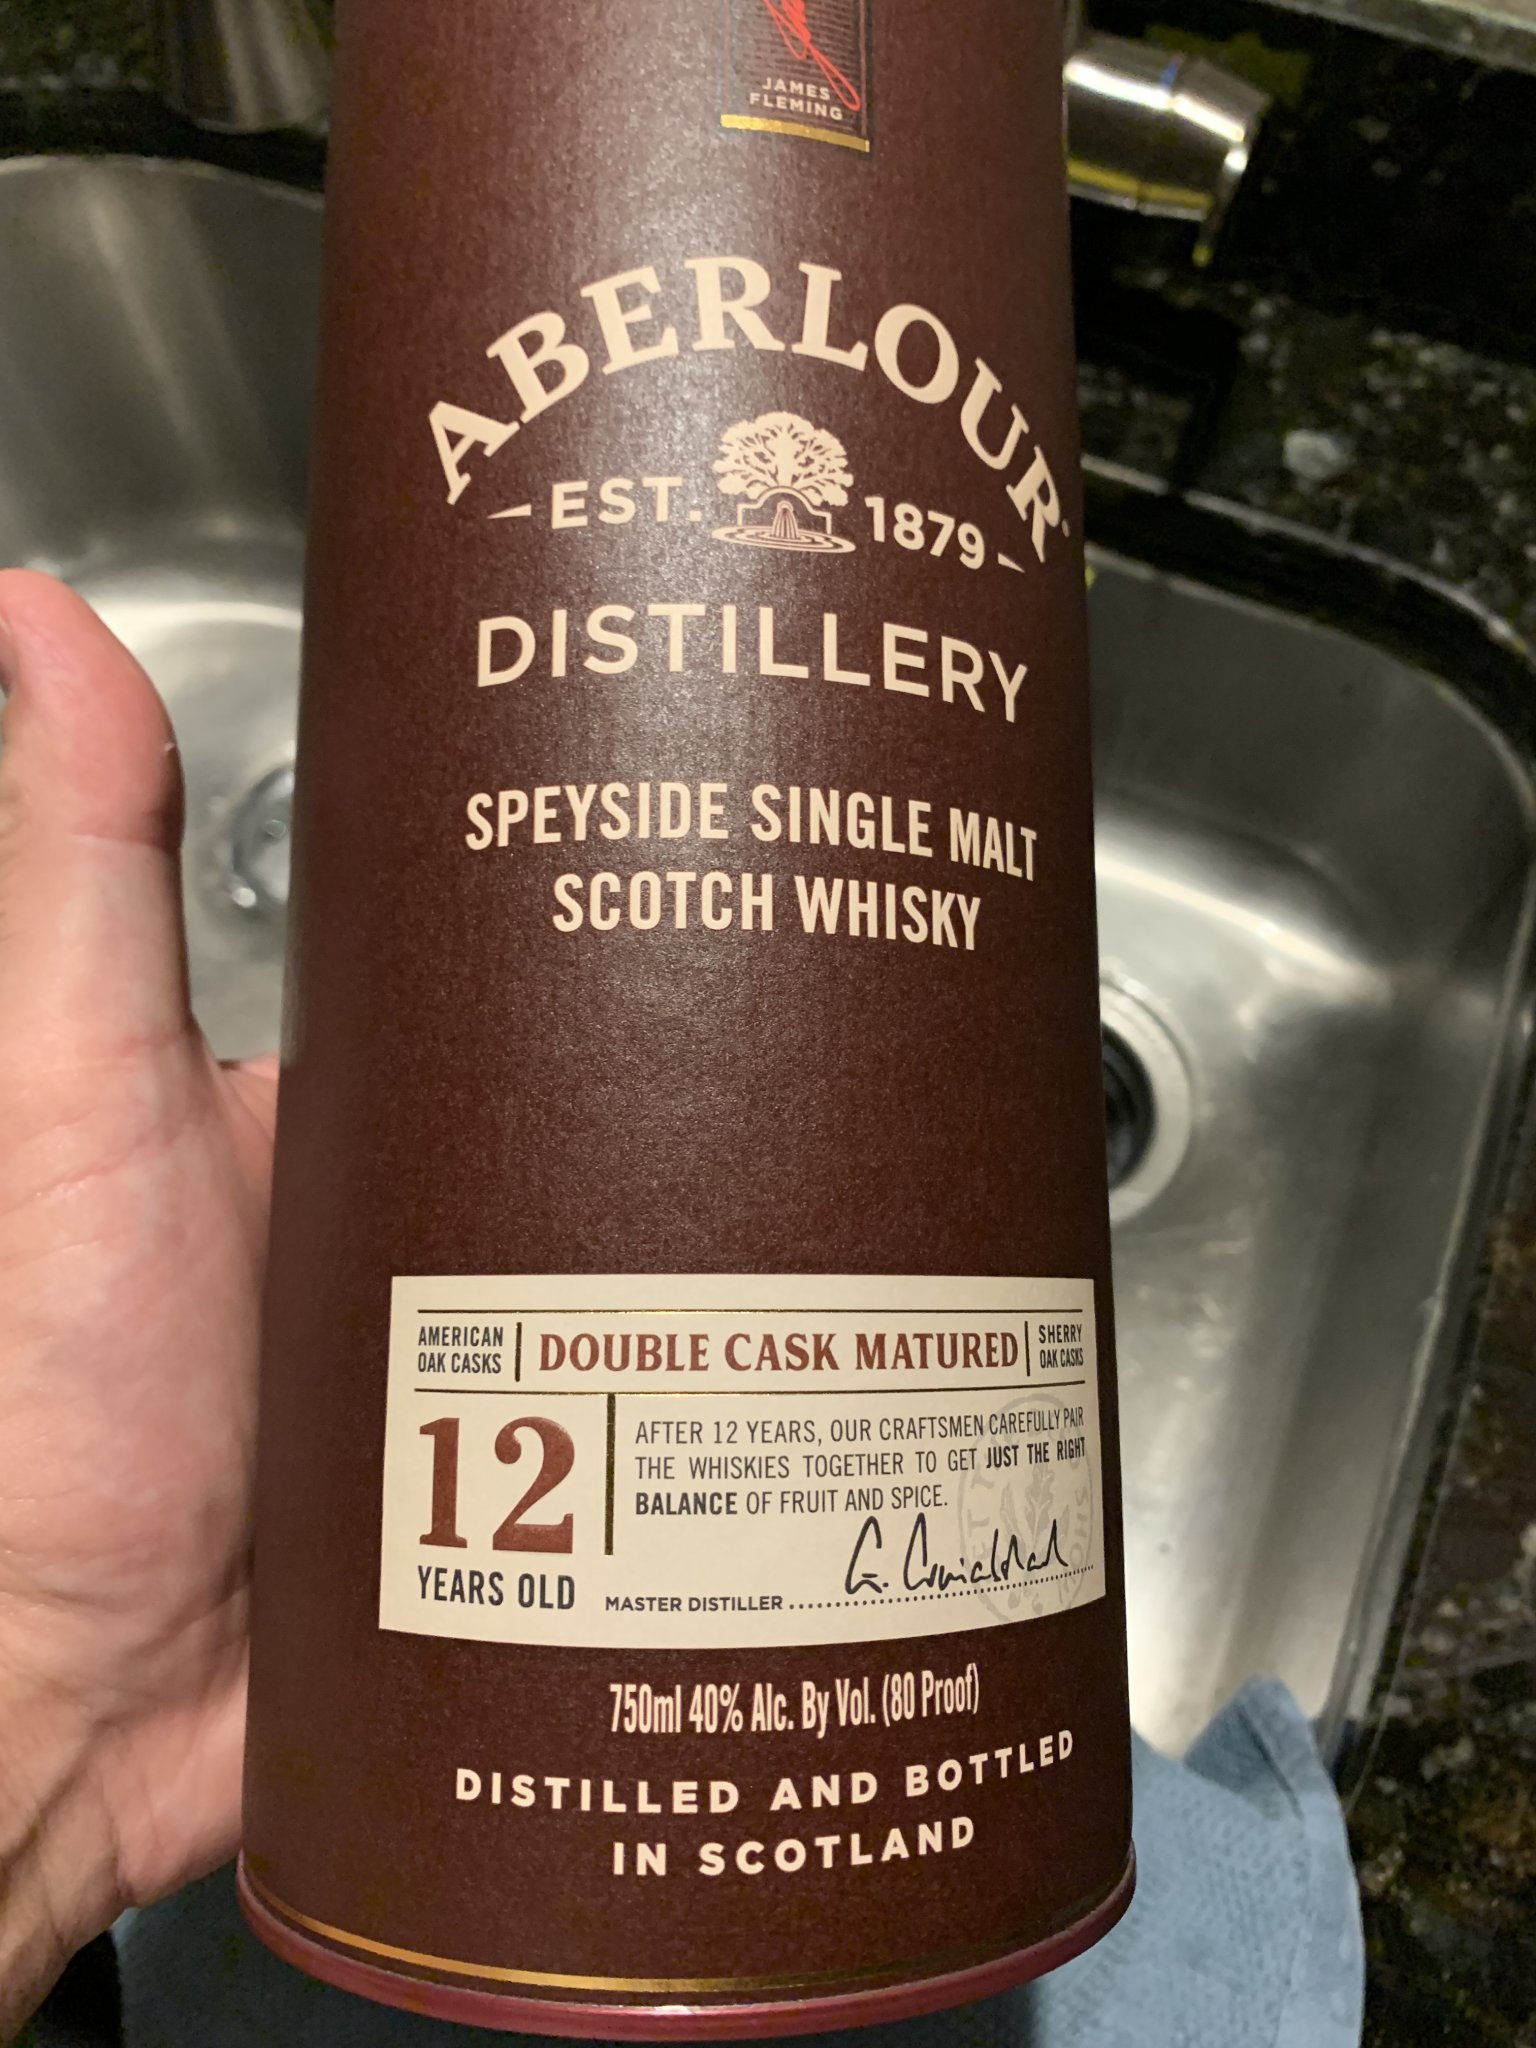 JAMES
FLEMING
ABERLOUR
EST. 1879
DISTILLERY
SPEYSIDE SINGLE MALT
SCOTCH WHISKY
AMERICAN
OAK CASKS
DOUBLE CASK MATURED
SHERRY
OAK CASKS
12
YEARS OLD
AFTER 12 YEARS, OUR CRAFTSMEN CAREFULLY PAIR
THE WHISKIES TOGETHER TO GET JUST THE RIGHT
BALANCE OF FRUIT AND SPICE.
MASTER DISTILLER
750ml 40% Alc. By Vol. (80 Proof)
DISTILLED AND BOTTLED
IN SCOTLAND